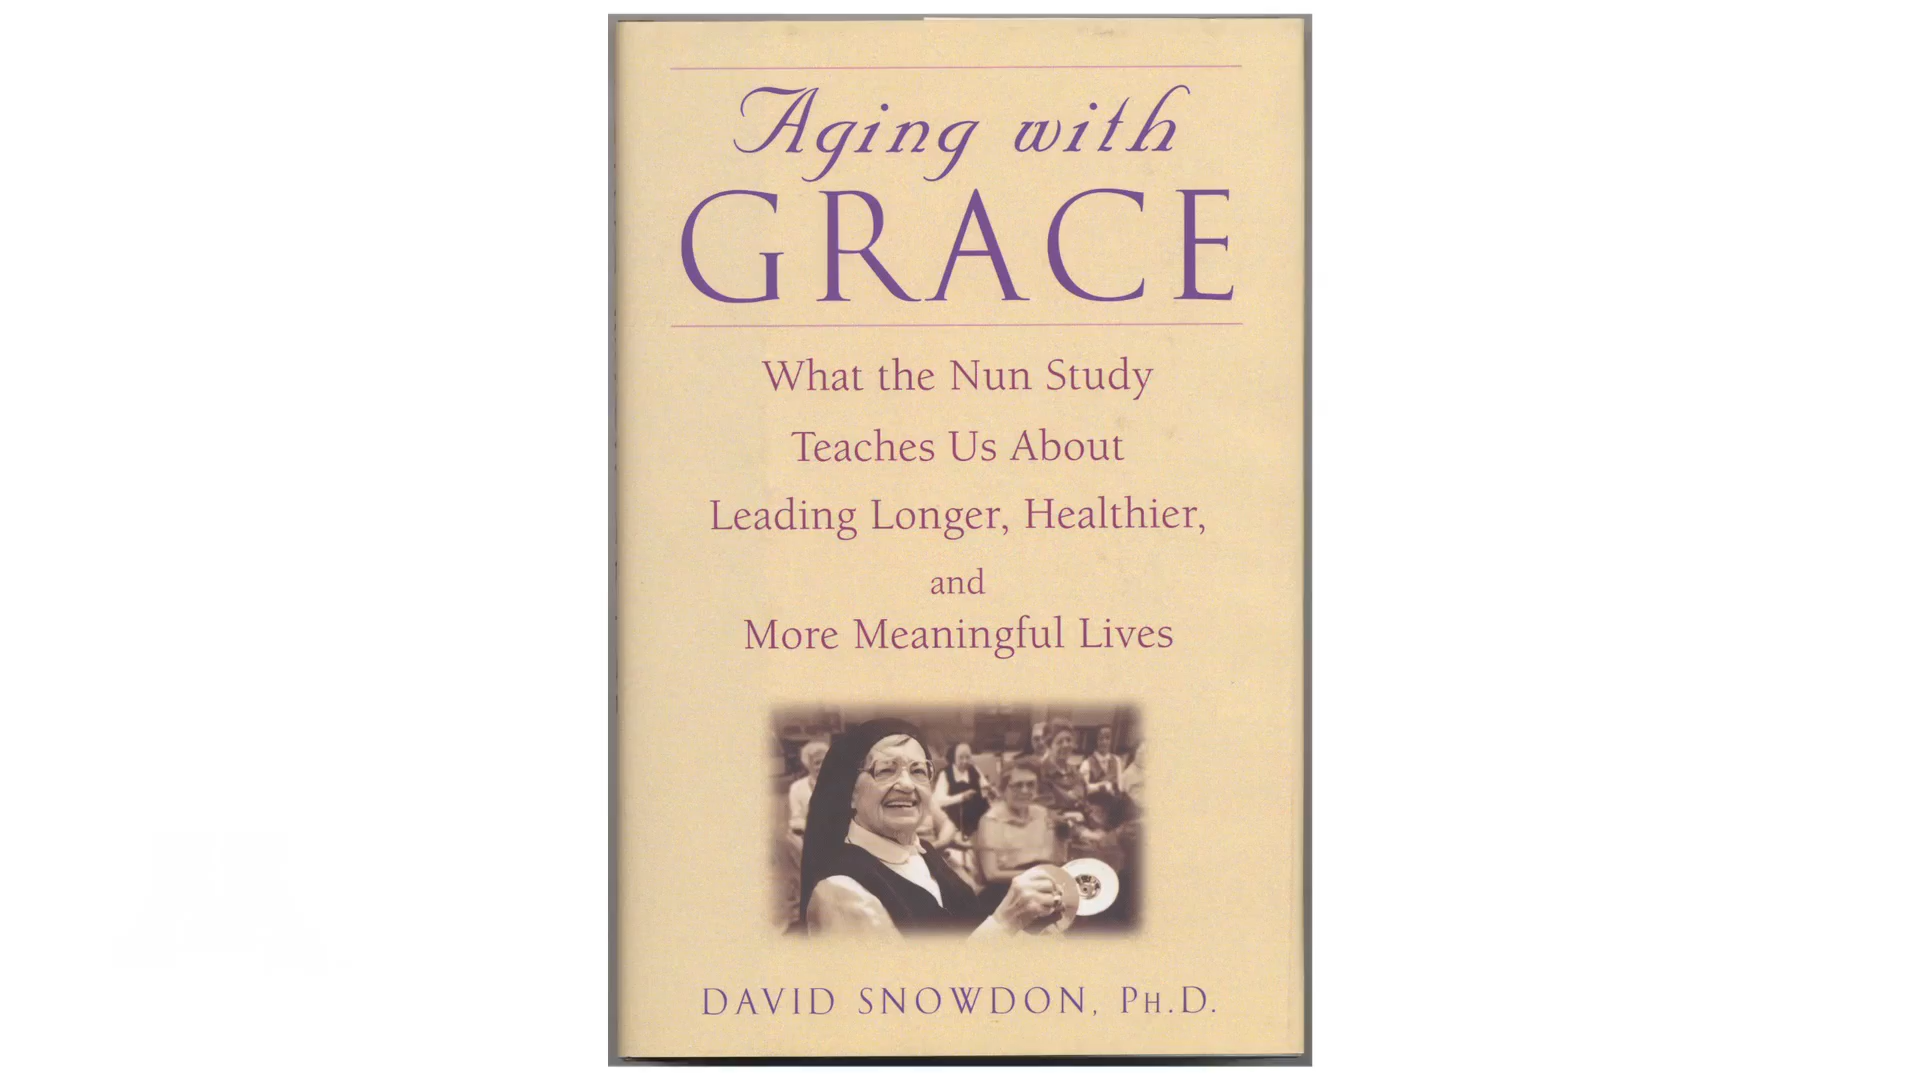 Aging with
GRACE
What the Nun Study
Teaches Us About
Leading Longer, Healthier,
and
More Meaningful Lives
DAVID SNOWDON, PH.D.